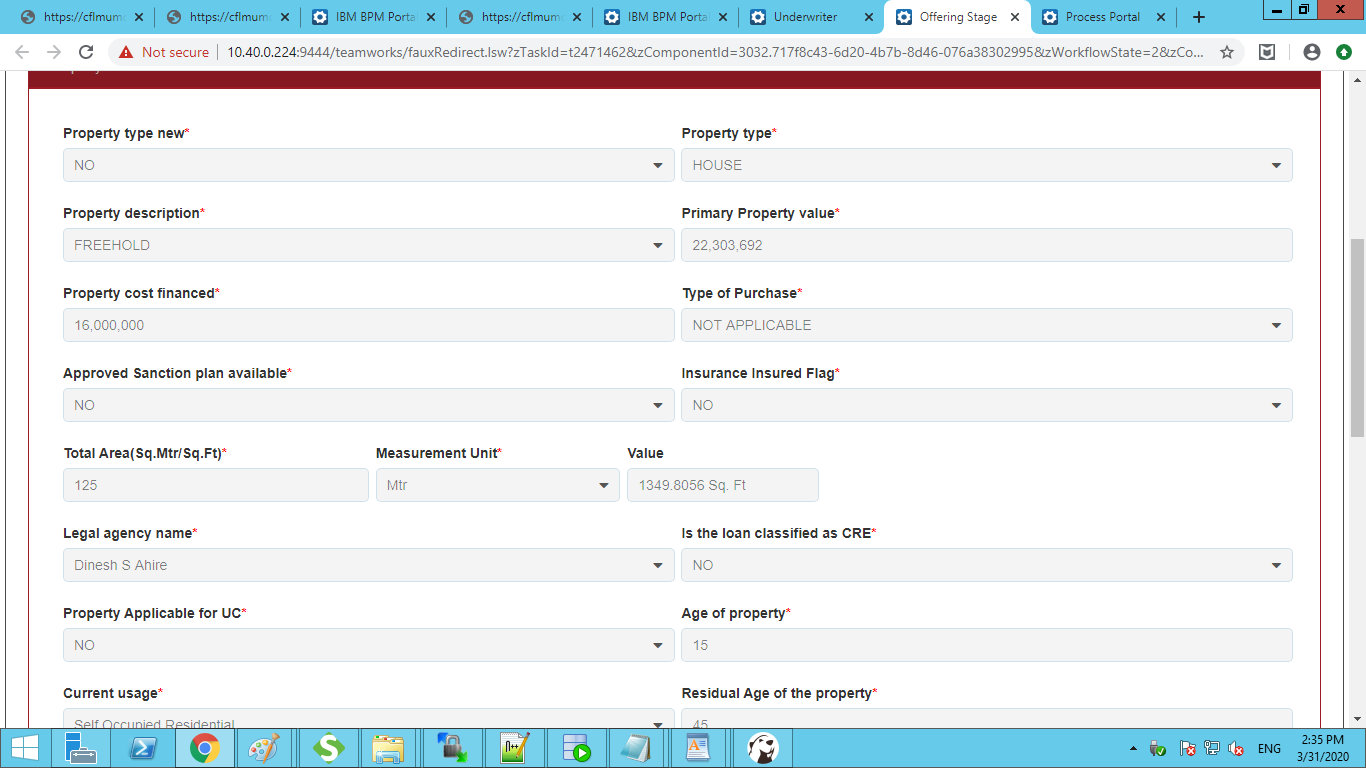 https://cflmum
https://cflmum
IBM BPM Porta
https://cflmum
IBM BPM Porta
Underwriter
Offering Stage
Process Portal
Not secure
10.40.0.224:9444/teamworks/fauxRedirect.lsw?zTaskId=t2471462&zComponentId=3032.717f8c43-6d20-4b7b-8d46-076a38302995&zWorkflowState=2&zCo...
Property type new* Property type*
NO HOUSE
Property description* Primary Property value*
FREEHOLD 22,303,692
Property cost financed* Type of Purchase*
16,000,000 NOT APPLICABLE
Approved Sanction plan available* Insurance Insured Flag*
NO NO
Total Area(Sq.Mtr/Sq.Ft)* Measurement Unit* Value
125 Mtr 1349.8056 Sq. Ft
Legal agency name* Is the loan classified as CRE*
Dinesh S Ahire NO
Property Applicable for UC* Age of property*
NO 15
Current usage* Residual Age of the property*
Self Occupied Residential 45
ENG
2:35 PM
3/31/2020